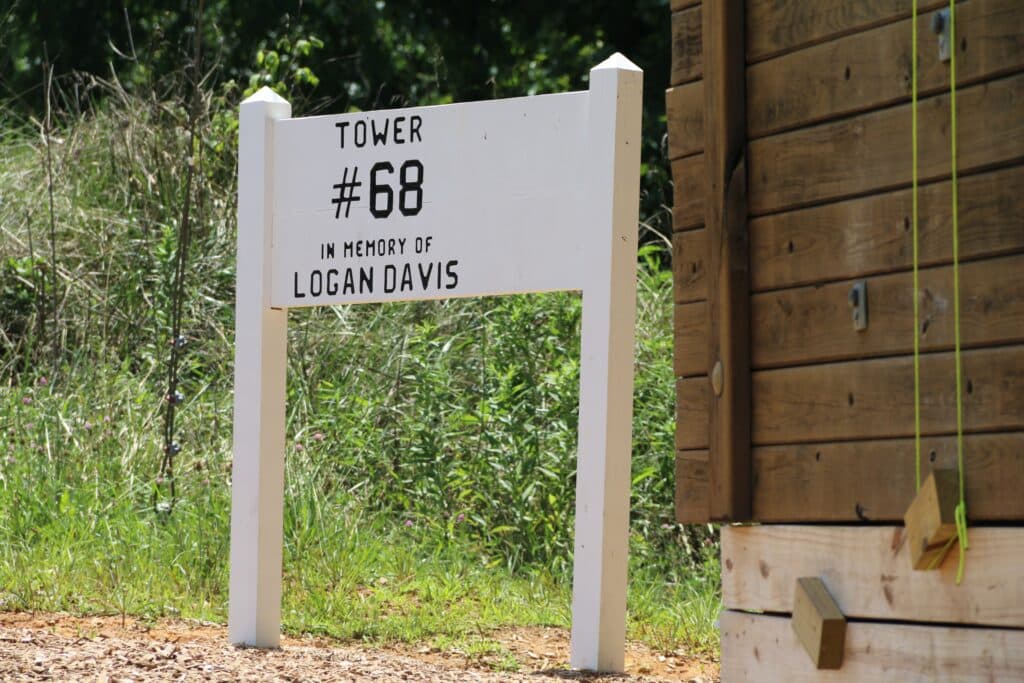 TOWER
#68
IN MEMORY OF
LOGAN DAVIS